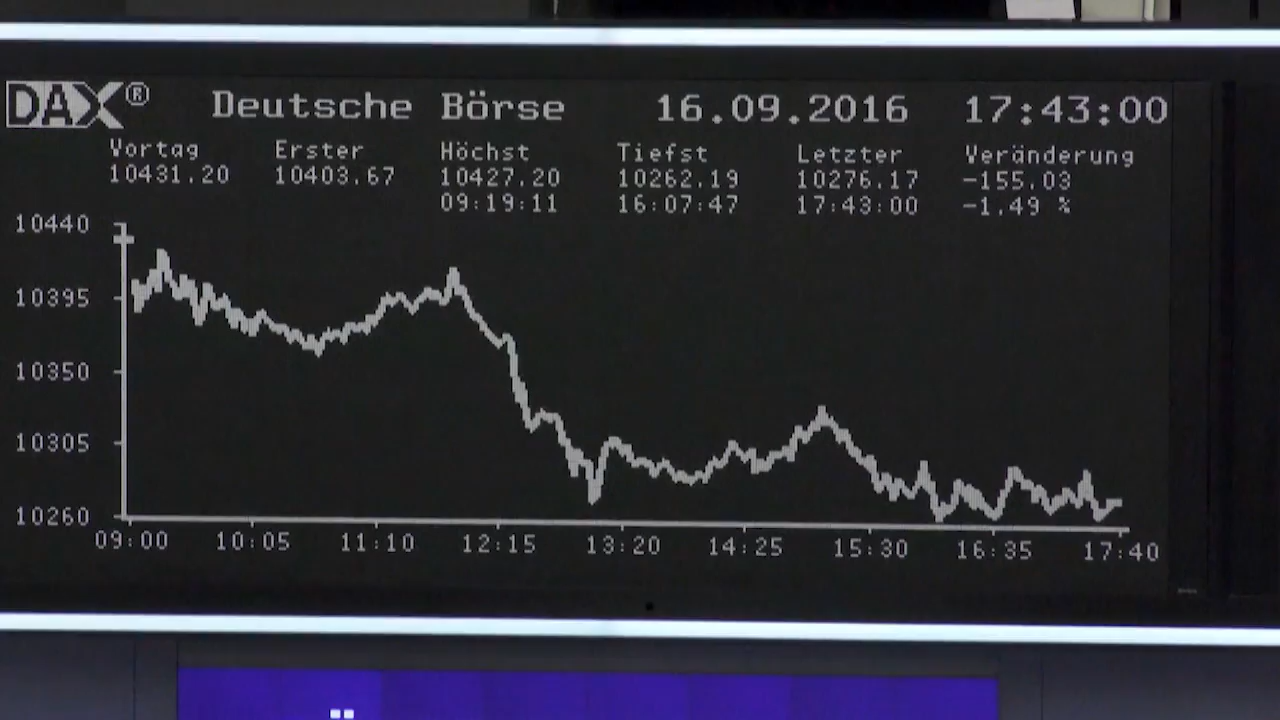 DAX® Deutsche Börse 16.09.2016 17:43:00
Vortag Erster Höchst Tiefst Letzter Veränderung
10431.20 10403.67 10427.20 10262.19 10276.17 -155.03
09:19:11 16:07:47 17:43:00 -1.49 %
10440
10395
10350
10305
10260
09:00 10:05 11:10 12:15 13:20 14:25 15:30 16:35 17:40